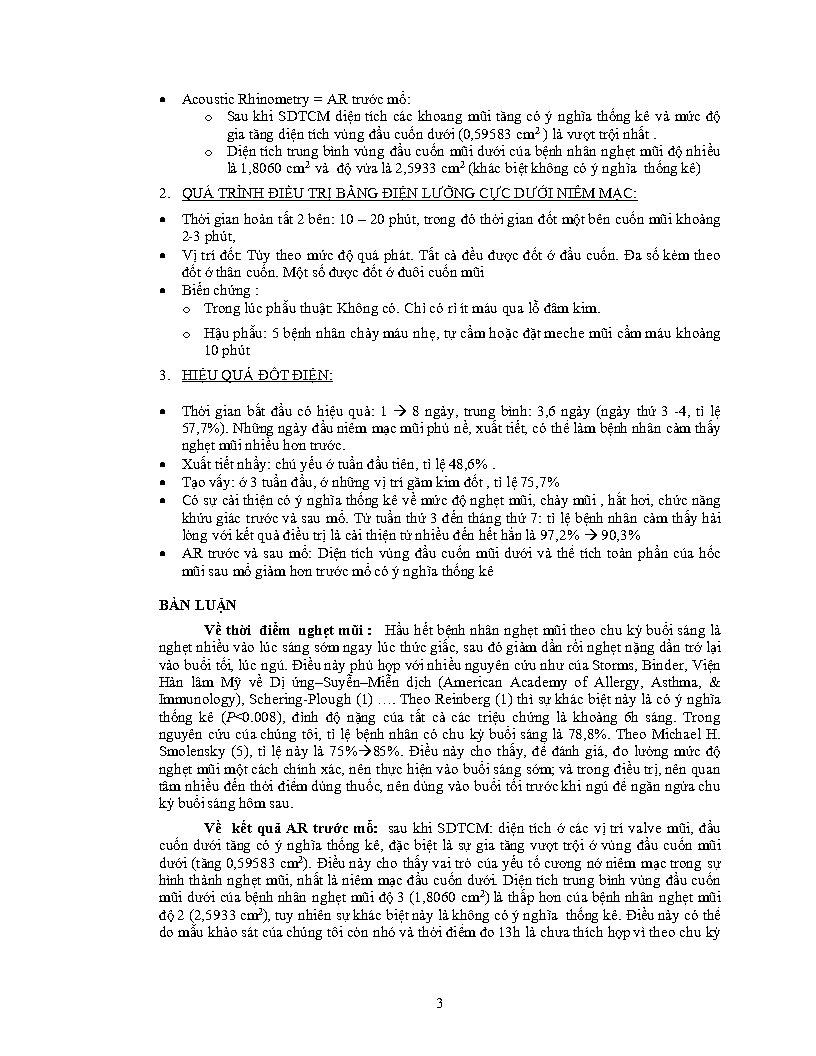 • Acoustic Rhinometry = AR trước mổ:
o Sau khi SDTCM diện tích các khoang mũi tăng có ý nghĩa thống kê và mức độ
gia tăng diện tích vùng đầu cuốn dưới (0,59583 cm2 ) là vượt trội nhất .
o Diện tích trung bình vùng đầu cuốn mũi dưới của bệnh nhân nghẹt mũi độ nhiều
là 1,8060 cm2 và độ vừa là 2,5933 cm2 (khác biệt không có ý nghĩa thống kê)
2. QUÁ TRÌNH ĐIỀU TRỊ BẰNG ĐIỆN LƯỠNG CỰC DƯỚI NIÊM MẠC:
• Thời gian hoàn tất 2 bên: 10 – 20 phút, trong đó thời gian đốt một bên cuốn mũi khoảng
2-3 phút,
• Vị trí đốt: Tùy theo mức độ quá phát. Tất cả đều được đốt ở đầu cuốn. Đa số kèm theo
đốt ở thân cuốn. Một số được đốt ở đuôi cuốn mũi
• Biến chứng :
o Trong lúc phẫu thuật: Không có. Chỉ có rỉ ít máu qua lỗ đâm kim.
o Hậu phẫu: 5 bệnh nhân chảy máu nhẹ, tự cầm hoặc đặt meche mũi cầm máu khoảng
10 phút
3. HIỆU QUẢ ĐỐT ĐIỆN:
• Thời gian bắt đầu có hiệu quả: 1 → 8 ngày, trung bình: 3,6 ngày (ngày thứ 3 -4, tỉ lệ
57,7%). Những ngày đầu niêm mạc mũi phù nề, xuất tiết, có thể làm bệnh nhân cảm thấy
nghẹt mũi nhiều hơn trước.
• Xuất tiết nhầy: chủ yếu ở tuần đầu tiên, tỉ lệ 48,6% .
• Tạo vẩy: ở 3 tuần đầu, ở những vị trí găm kim đốt , tỉ lệ 75,7%
• Có sự cải thiện có ý nghĩa thống kê về mức độ nghẹt mũi, chảy mũi , hắt hơi, chức năng
khứu giác trước và sau mổ. Từ tuần thứ 3 đến tháng thứ 7: tỉ lệ bệnh nhân cảm thấy hài
lòng với kết quả điều trị là cải thiện từ nhiều đến hết hẳn là 97,2% → 90,3%
• AR trước và sau mổ: Diện tích vùng đầu cuốn mũi dưới và thể tích toàn phần của hốc
mũi sau mổ giảm hơn trước mổ có ý nghĩa thống kê
BÀN LUẬN
Về thời điểm nghẹt mũi : Hầu hết bệnh nhân nghẹt mũi theo chu kỳ buổi sáng là
nghẹt nhiều vào lúc sáng sớm ngay lúc thức giấc, sau đó giảm dần rồi nghẹt nặng dần trở lại
vào buổi tối, lúc ngủ. Điều này phù hợp với nhiều nguyên cứu như của Storms, Binder, Viện
Hàn lâm Mỹ về Dị ứng–Suyễn–Miễn dịch (American Academy of Allergy, Asthma, &
Immunology), Schering-Plough (1) …. Theo Reinberg (1) thì sự khác biệt này là có ý nghĩa
thống kê (P<0.008), đỉnh độ nặng của tất cả các triệu chứng là khoảng 6h sáng. Trong
nguyên cứu của chúng tôi, tỉ lệ bệnh nhân có chu kỳ buổi sáng là 78,8%. Theo Michael H.
Smolensky (5), tỉ lệ này là 75%→85%. Điều này cho thấy, để đánh giá, đo lường mức độ
nghẹt mũi một cách chính xác, nên thực hiện vào buổi sáng sớm; và trong điều trị, nên quan
tâm nhiều đến thời điểm dùng thuốc, nên dùng vào buổi tối trước khi ngủ để ngăn ngừa chu
kỳ buổi sáng hôm sau.
Về kết quả AR trước mổ: sau khi SDTCM: diện tích ở các vị trí valve mũi, đầu
cuốn dưới tăng có ý nghĩa thống kê, đặc biệt là sự gia tăng vượt trội ở vùng đầu cuốn mũi
dưới (tăng 0,59583 cm2). Điều này cho thấy vai trò của yếu tố cương nở niêm mạc trong sự
hình thành nghẹt mũi, nhất là niêm mạc đầu cuốn dưới. Diện tích trung bình vùng đầu cuốn
mũi dưới của bệnh nhân nghẹt mũi độ 3 (1,8060 cm2) là thấp hơn của bệnh nhân nghẹt mũi
độ 2 (2,5933 cm2), tuy nhiên sự khác biệt này là không có ý nghĩa thống kê. Điều này có thể
do mẫu khảo sát của chúng tôi còn nhỏ và thời điểm đo 13h là chưa thích hợp vì theo chu kỳ
3